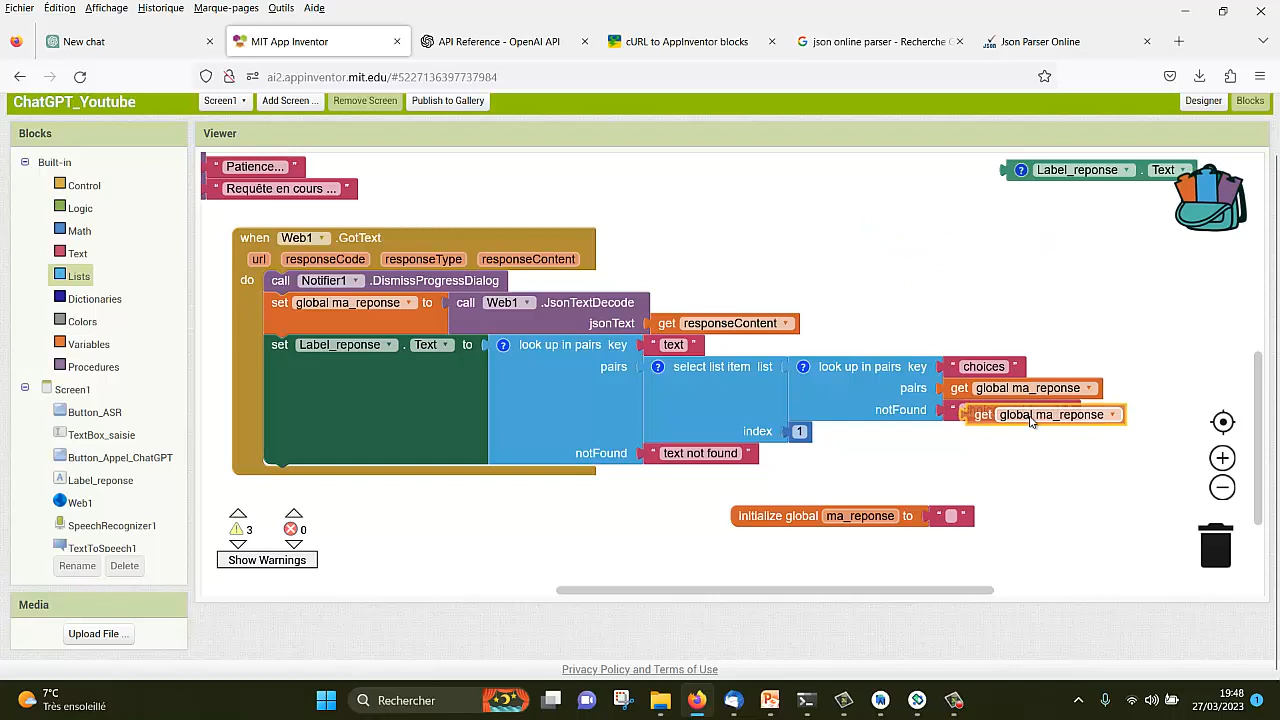 Fichier Édition Affichage Historique Marque-pages Outils Aide
New chat MIT App Inventor API Reference - OpenAI API cURL to AppInventor blocks json online parser - Recherche Json Parser Online
ai2.appinventor.mit.edu/#5227136397737984
ChatGPT_Youtube Screen1 Add Screen ... Remove Screen Publish to Gallery Designer Blocks
Blocks
Viewer
Built-in
Control
Logic
Math
Text
Lists
Dictionaries
Colors
Variables
Procedures
Screen1
Button_ASR
TextBox_saisie
Button_Appel_ChatGPT
Label_reponse
Web1
SpeechRecognizer1
TextToSpeech1
Rename Delete
Media
Upload File ...
" Patience... "
" Requête en cours ... "
Label_reponse . Text
when Web1 .GotText
url responseCode responseType responseContent
do call Notifier1 .DismissProgressDialog
set global ma_reponse to call Web1 .JsonTextDecode
jsonText get responseContent
set Label_reponse . Text to look up in pairs key " text "
pairs select list item list look up in pairs key " choices "
pairs get global ma_reponse
notFound "
get global ma_reponse
index 1
notFound " text not found "
initialize global ma_reponse to " "
3 0
Show Warnings
Privacy Policy and Terms of Use
7°C
Très ensoleillé
Rechercher
19:48
27/03/2023
1